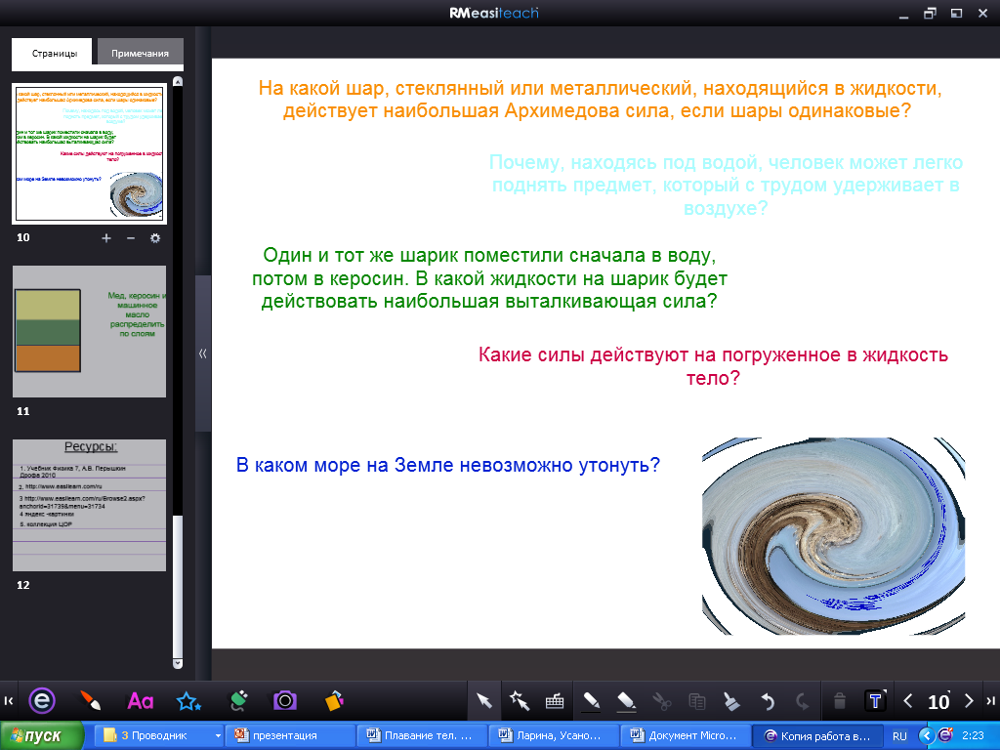 RM easiteach
Страницы
Примечания
На какой шар, стеклянный или металлический, находящийся в жидкости,
действует наибольшая Архимедова сила, если шары одинаковые?
Почему, находясь под водой, человек может легко
поднять предмет, который с трудом удерживает в
воздухе?
Один и тот же шарик поместили сначала в воду,
потом в керосин. В какой жидкости на шарик будет
действовать наибольшая выталкивающая сила?
Какие силы действуют на погруженное в жидкость
тело?
В каком море на Земле невозможно утонуть?
10
Мед, керосин и
машинное
масло
распределить
по слоям
11
Ресурсы:
1. Учебник Физика 7, А.В. Перышкин
Дрофа 2010
2. http://www.easilearn.com/ru
3 http://www.easilearn.com/ru/Browse2.aspx?
anchorid=31739&menu=31734
4 яндекс -картинки
5. коллекция ЦОР
12
Aa
T
10
пуск
3 Проводник
презентация
Плавание тел. ...
Ларина, Усано...
Документ Micro...
Копия работа в...
RU
2:23